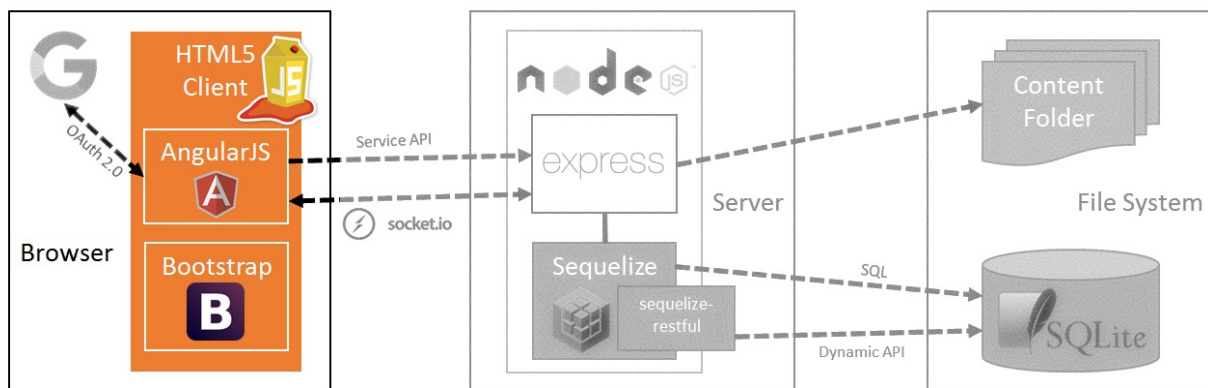 G
OAuth 2.0
HTML5
Client
JS
AngularJS
A
Browser
Bootstrap
B
Service API
socket.io
node
JS
™
express
Server
Sequelize
sequelize-
restful
SQL
Dynamic API
Content
Folder
File System
SQLite